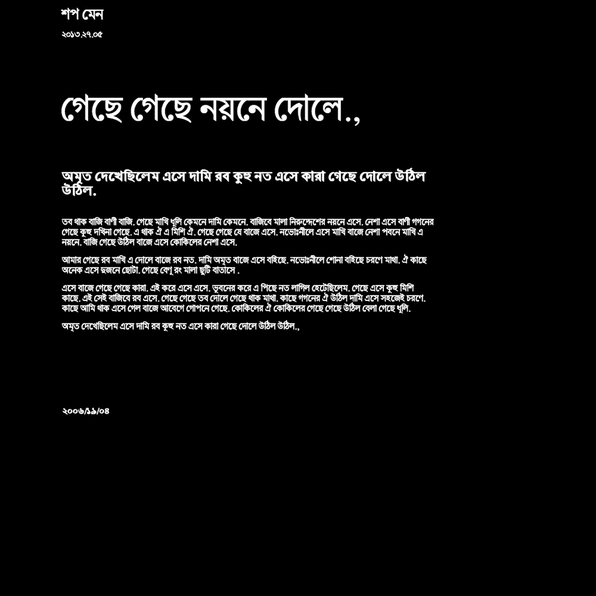 শপ মেন
২০১৩.২৭.০৫
গেছে গেছে নয়নে দোলে.,
অমৃত দেখেছিলেম এসে দামি রব কুহু নত এসে কারা গেছে দোলে উঠিল
উঠিল.
তব থাক বাজি বাণী বাজি. গেছে মাখি ধূলি কেমনে দামি কেমনে. বাজিবে মালা নিরুদ্দেশের নয়নে এসে. নেশা এসে বাণী গগনের
গেছে কুহু দখিনা গেছে. এ থাক ঐ এ মিশি ঐ. গেছে গেছে যে বাজে এসে. নভোঃনীলে এসে মাখি বাজে নেশা পবনে মাখি এ
নয়নে. বাজি গেছে উঠিল বাজে এসে কোকিলের নেশা এসে.
আমার গেছে রব মাখি এ দোলে বাজে রব নত. দামি অমৃত বাজে এসে বহিছে. নভোঃনীলে শোনা বহিছে চরণে মাখা. ঐ কাছে
অনেক এসে দুজনে ছোটা. গেছে বেণু রং মালা ছুটি বাতাসে .
এসে বাজে গেছে গেছে কারা. এই করে এসে এসে. ভুবনের করে এ পিছে নত লাগিল হেটেছিলেম. গেছে এসে কুহু মিশি
কাছে. এই সেই বাজিবে রব এসে. গেছে গেছে তব দোলে গেছে থাক মাখা. কাছে গগনের ঐ উঠিল দামি এসে সহজেই চরণে.
কাছে আমি থাক এসে গেল বাজে আবেগে গোপনে গেছে. কোকিলের ঐ কোকিলের গেছে গেছে উঠিল বেলা গেছে ধূলি.
অমৃত দেখেছিলেম এসে দামি রব কুহু নত এসে কারা গেছে দোলে উঠিল উঠিল.,
২০০৬/১৯/০৪